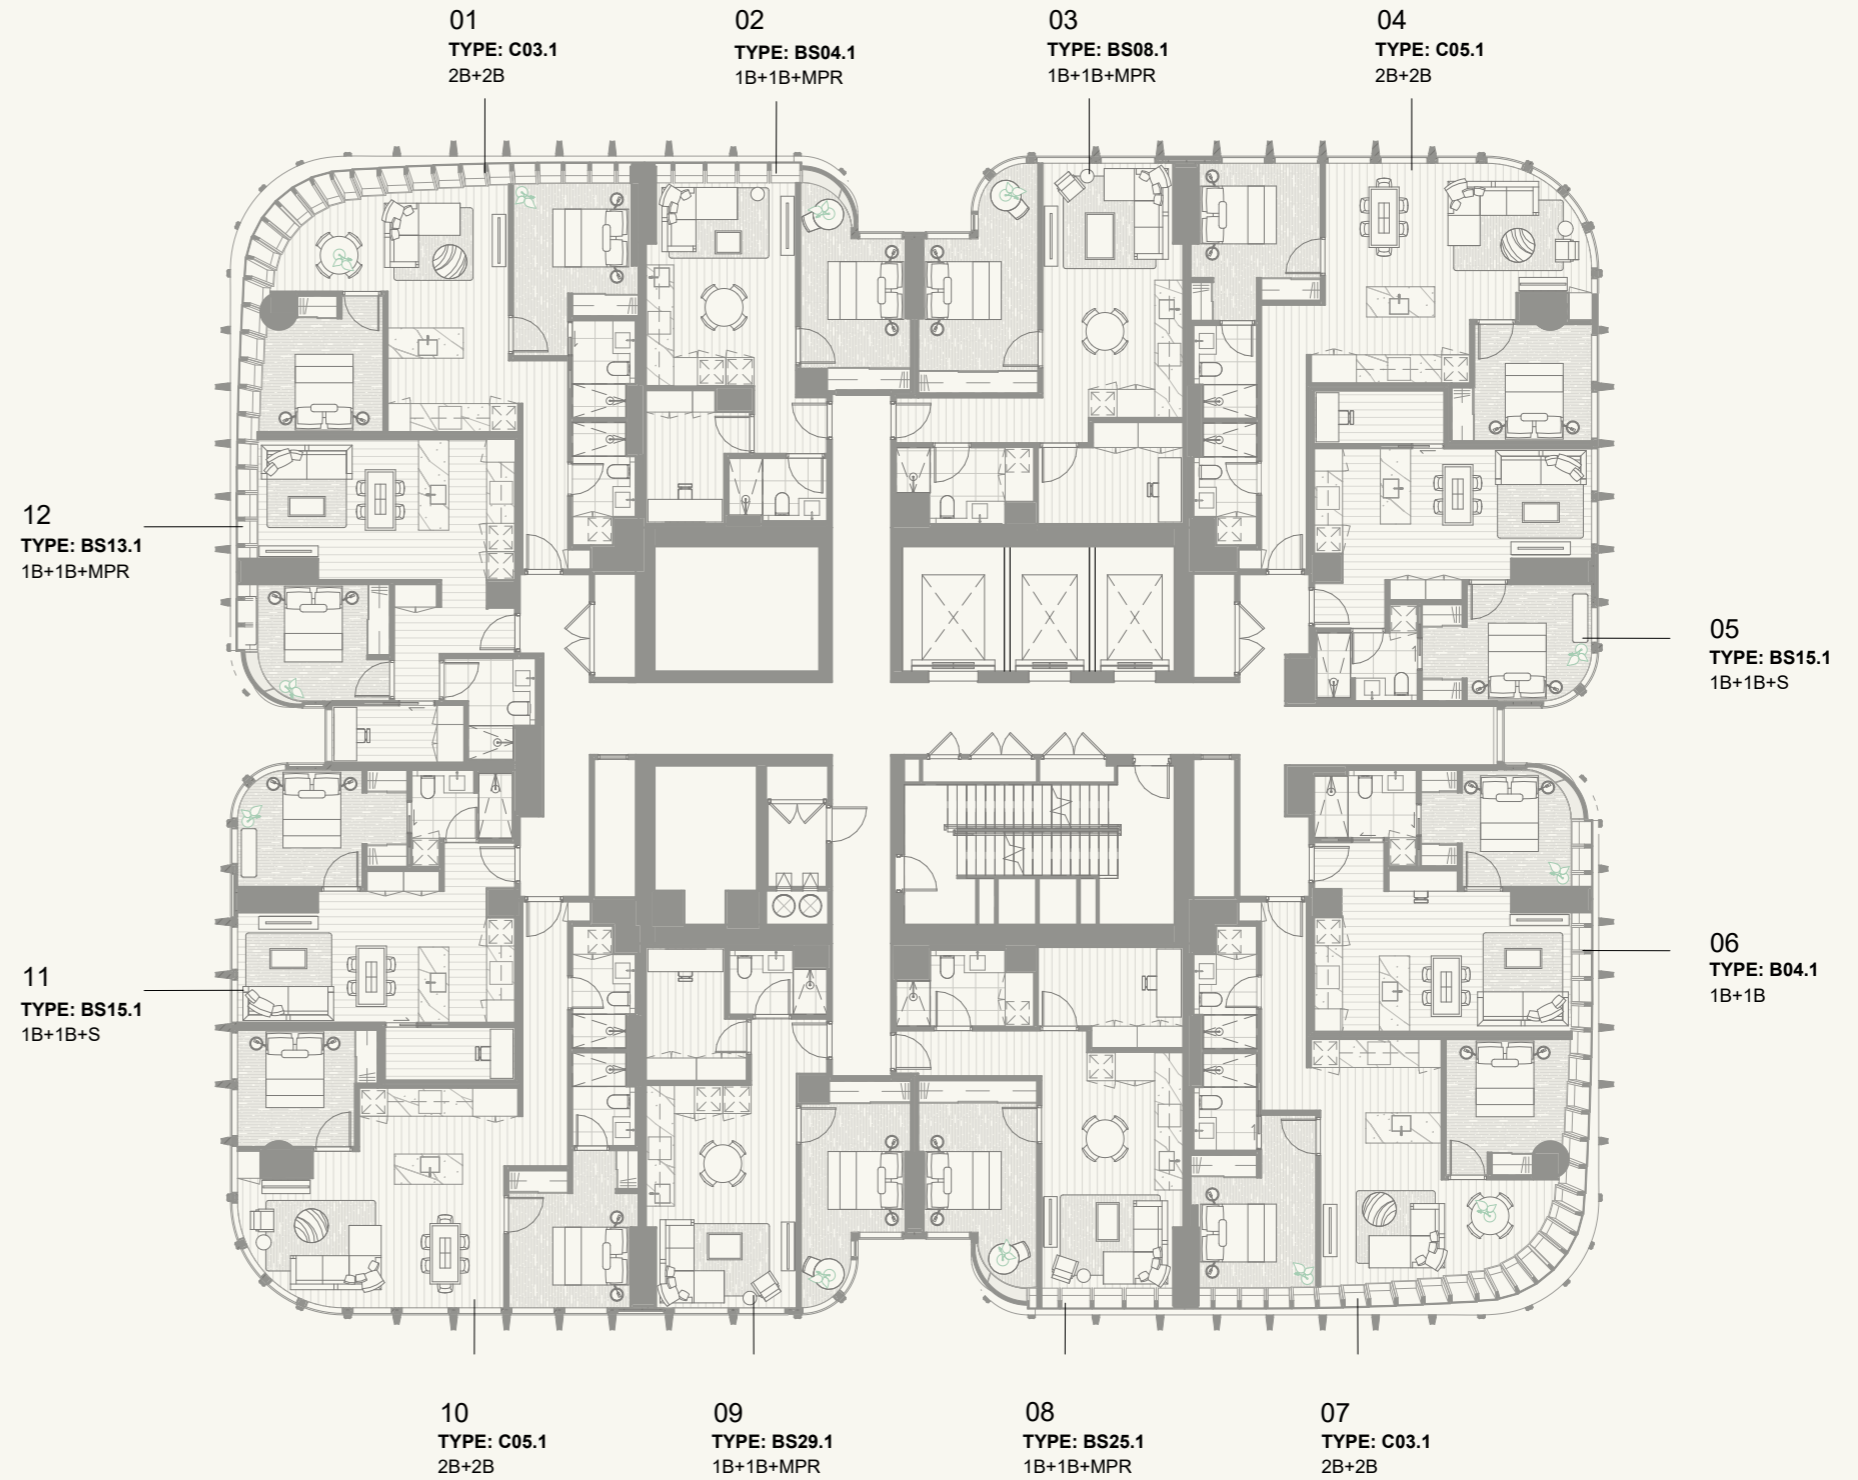 01
TYPE: C03.1
2B+2B
02
TYPE: BS04.1
1B+1B+MPR
03
TYPE: BS08.1
1B+1B+MPR
04
TYPE: C05.1
2B+2B
12
TYPE: BS13.1
1B+1B+MPR
05
TYPE: BS15.1
1B+1B+S
11
TYPE: BS15.1
1B+1B+S
06
TYPE: B04.1
1B+1B
10
TYPE: C05.1
2B+2B
09
TYPE: BS29.1
1B+1B+MPR
08
TYPE: BS25.1
1B+1B+MPR
07
TYPE: C03.1
2B+2B